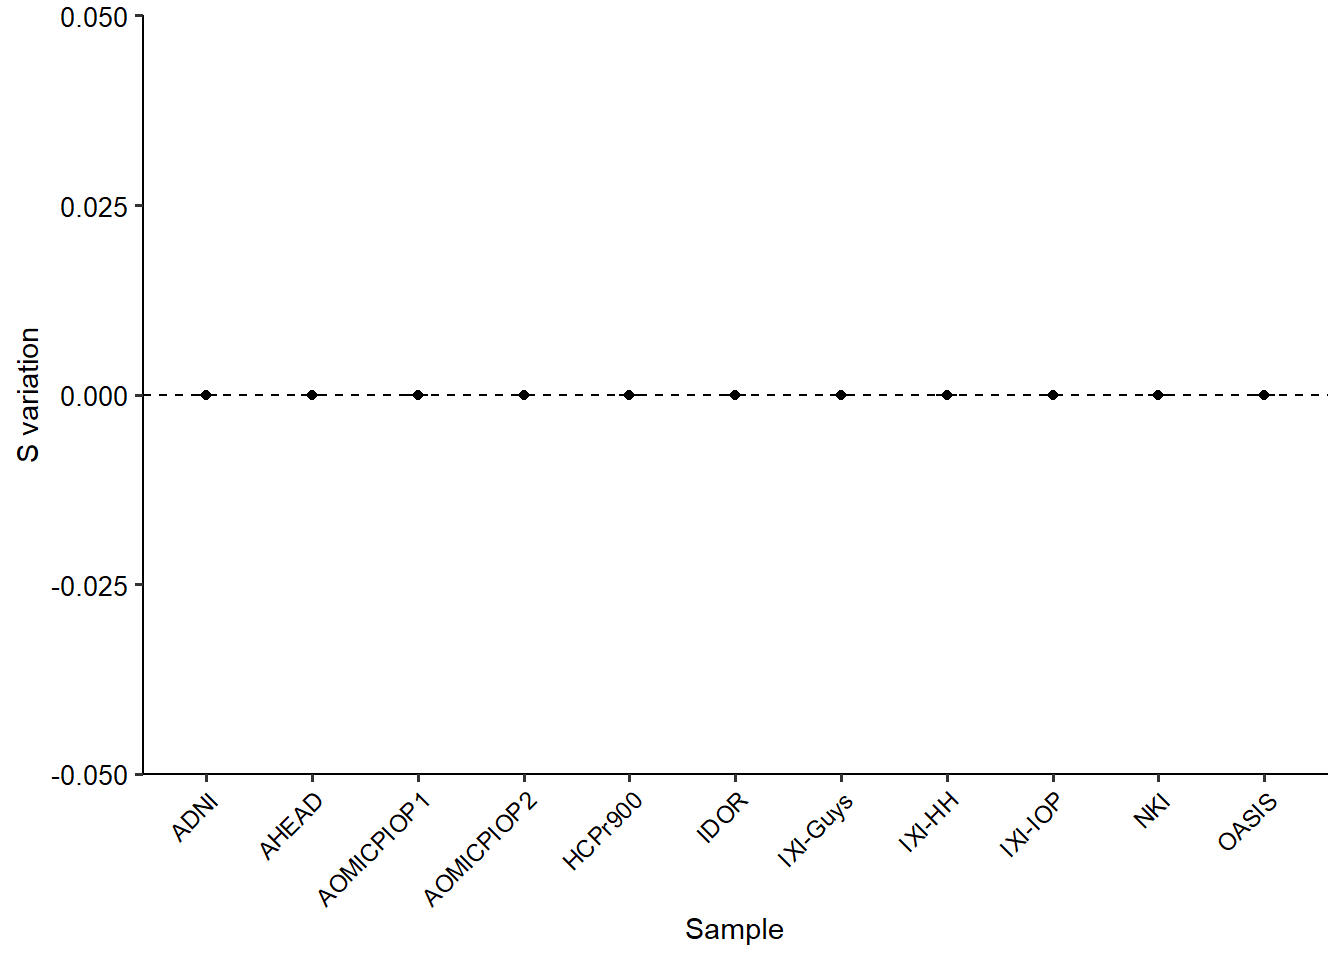 0.050
0.025
0.000
-0.025
-0.050
S variation
ADNI
AHEAD
AOMICPIOP1
AOMICPIOP2
HCPr900
IDOR
IXI-Guys
IXI-HH
IXI-IOP
NKI
OASIS
Sample